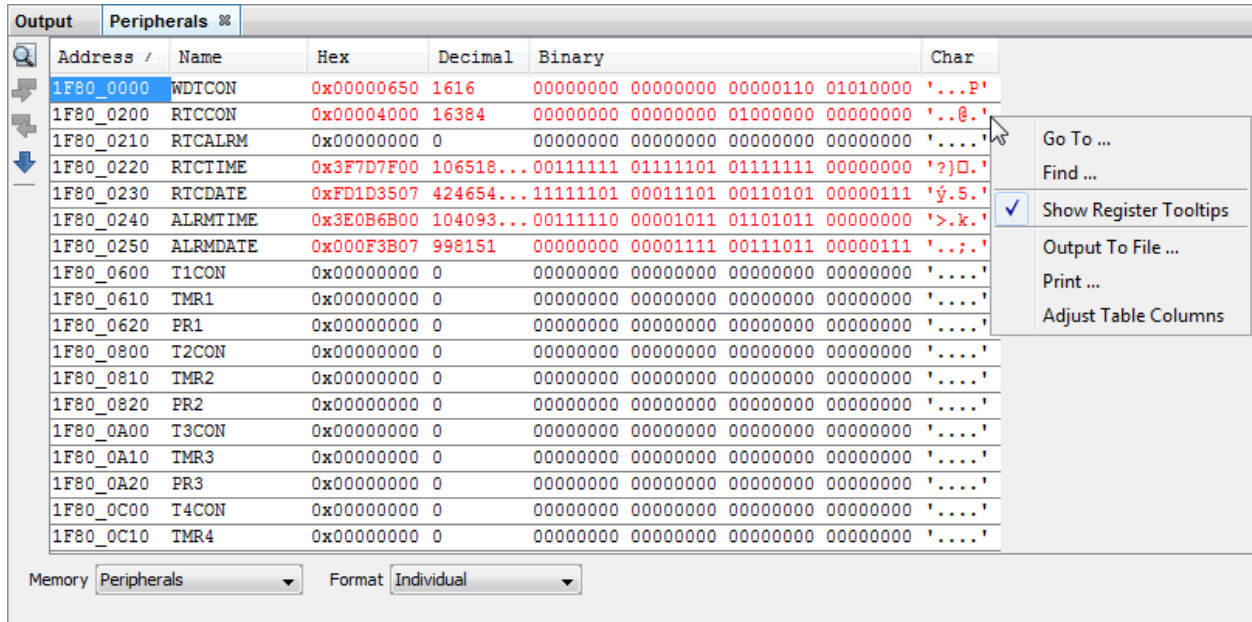 Output Peripherals
Address Name Hex Decimal Binary Char
1F80_0000 WDTCON 0x00000650 1616 00000000 00000000 00000110 01010000 '...P'
1F80_0200 RTCCON 0x00004000 16384 00000000 00000000 01000000 00000000 '..@.'
1F80_0210 RTCALRM 0x00000000 0 00000000 00000000 00000000 00000000 '....'
1F80_0220 RTCTIME 0x3F7D7F00 106518... 00111111 01111101 01111111 00000000 '?}□.'
1F80_0230 RTCDATE 0xFD1D3507 424654... 11111101 00011101 00110101 00000111 'ý.5.'
1F80_0240 ALRMTIME 0x3E0B6B00 104093... 00111110 00001011 01101011 00000000 '>.k.'
1F80_0250 ALRMDATE 0x000F3B07 998151 00000000 00001111 00111011 00000111 '..;.'
1F80_0600 T1CON 0x00000000 0 00000000 00000000 00000000 00000000 '....'
1F80_0610 TMR1 0x00000000 0 00000000 00000000 00000000 00000000 '....'
1F80_0620 PR1 0x00000000 0 00000000 00000000 00000000 00000000 '....'
1F80_0800 T2CON 0x00000000 0 00000000 00000000 00000000 00000000 '....'
1F80_0810 TMR2 0x00000000 0 00000000 00000000 00000000 00000000 '....'
1F80_0820 PR2 0x00000000 0 00000000 00000000 00000000 00000000 '....'
1F80_0A00 T3CON 0x00000000 0 00000000 00000000 00000000 00000000 '....'
1F80_0A10 TMR3 0x00000000 0 00000000 00000000 00000000 00000000 '....'
1F80_0A20 PR3 0x00000000 0 00000000 00000000 00000000 00000000 '....'
1F80_0C00 T4CON 0x00000000 0 00000000 00000000 00000000 00000000 '....'
1F80_0C10 TMR4 0x00000000 0 00000000 00000000 00000000 00000000 '....'
Go To ...
Find ...
Show Register Tooltips
Output To File ...
Print ...
Adjust Table Columns
Memory Peripherals Format Individual